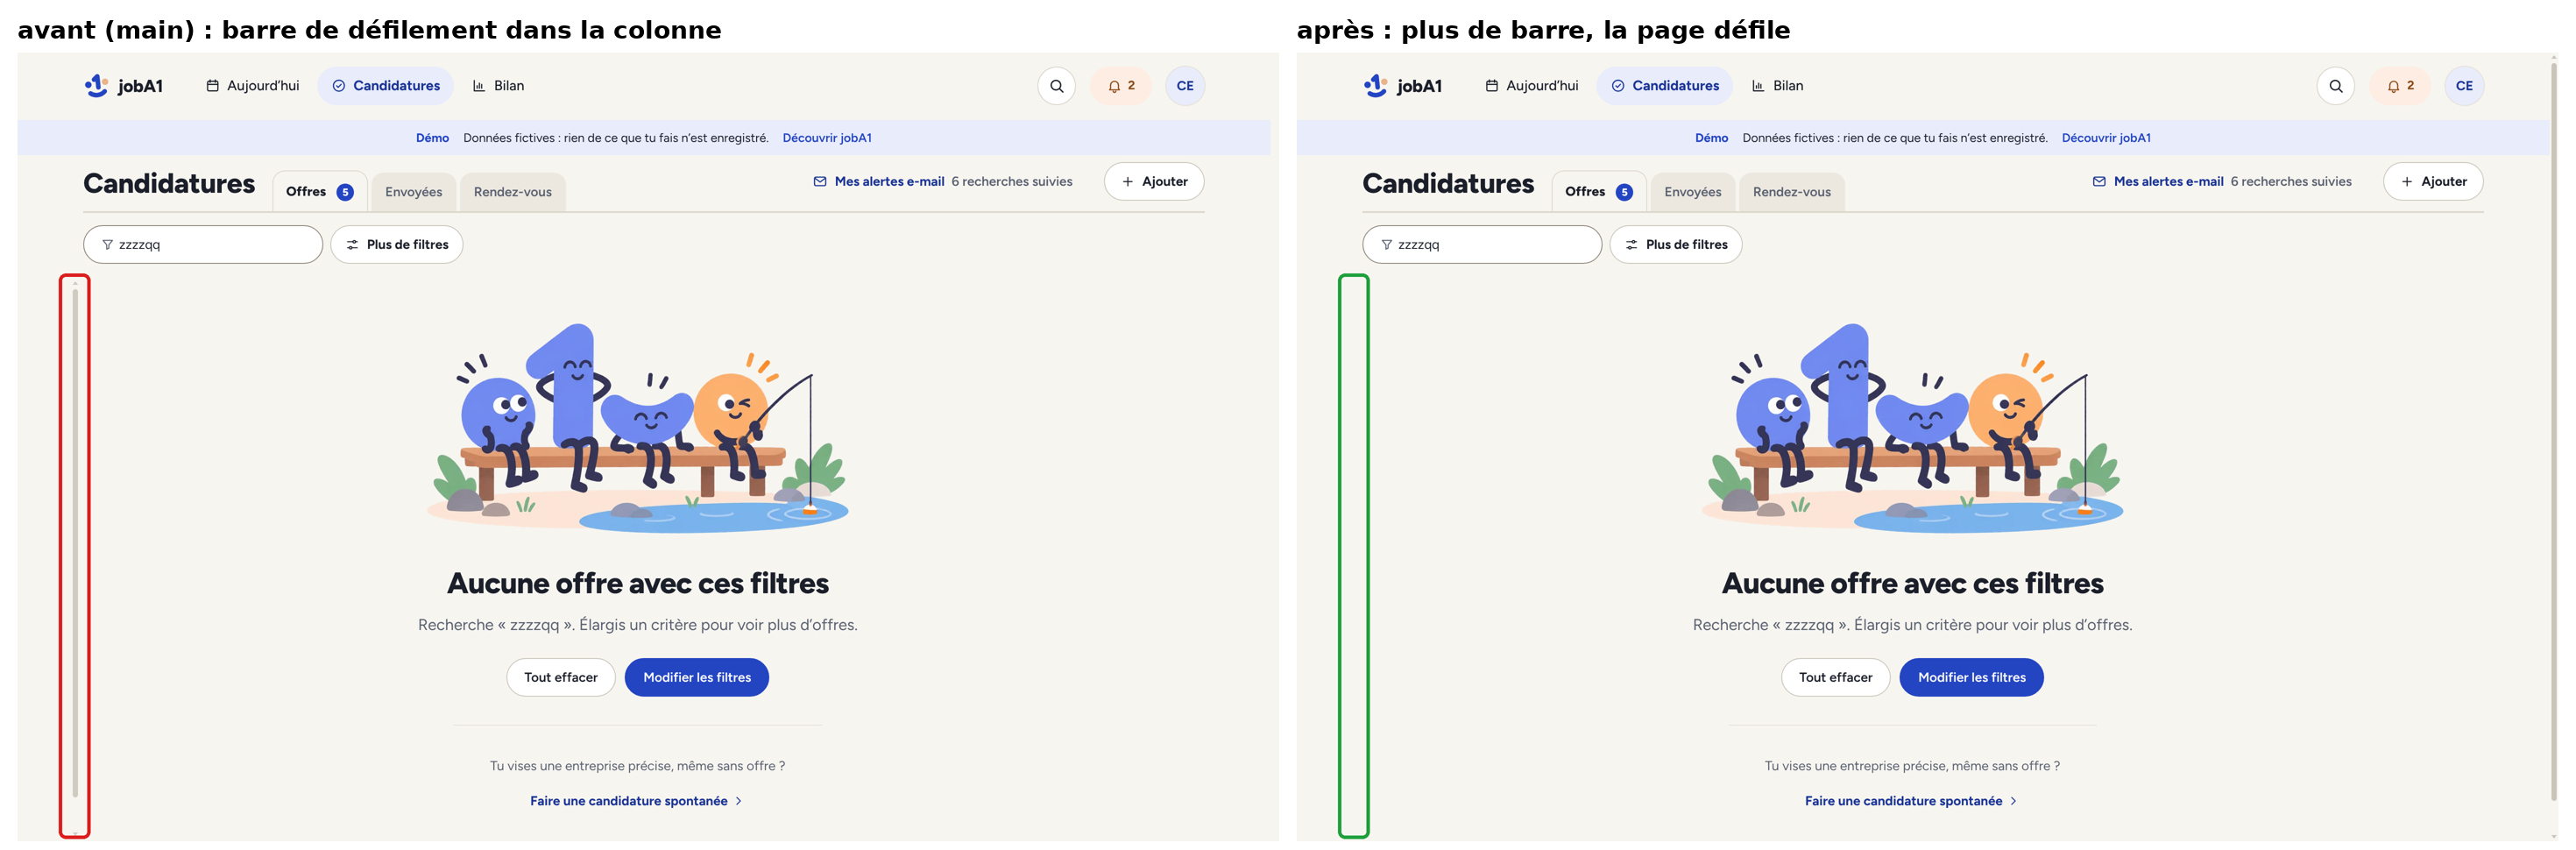 avant (main) : barre de défilement dans la colonne
jobA1 Aujourd’hui Candidatures Bilan 2 CE
Démo Données fictives : rien de ce que tu fais n’est enregistré. Découvrir jobA1
Candidatures Offres 5 Envoyées Rendez-vous Mes alertes e-mail 6 recherches suivies + Ajouter
zzzzqq Plus de filtres
Aucune offre avec ces filtres
Recherche « zzzzqq ». Élargis un critère pour voir plus d’offres.
Tout effacer Modifier les filtres
Tu vises une entreprise précise, même sans offre ?
Faire une candidature spontanée
après : plus de barre, la page défile
jobA1 Aujourd’hui Candidatures Bilan 2 CE
Démo Données fictives : rien de ce que tu fais n’est enregistré. Découvrir jobA1
Candidatures Offres 5 Envoyées Rendez-vous Mes alertes e-mail 6 recherches suivies + Ajouter
zzzzqq Plus de filtres
Aucune offre avec ces filtres
Recherche « zzzzqq ». Élargis un critère pour voir plus d’offres.
Tout effacer Modifier les filtres
Tu vises une entreprise précise, même sans offre ?
Faire une candidature spontanée